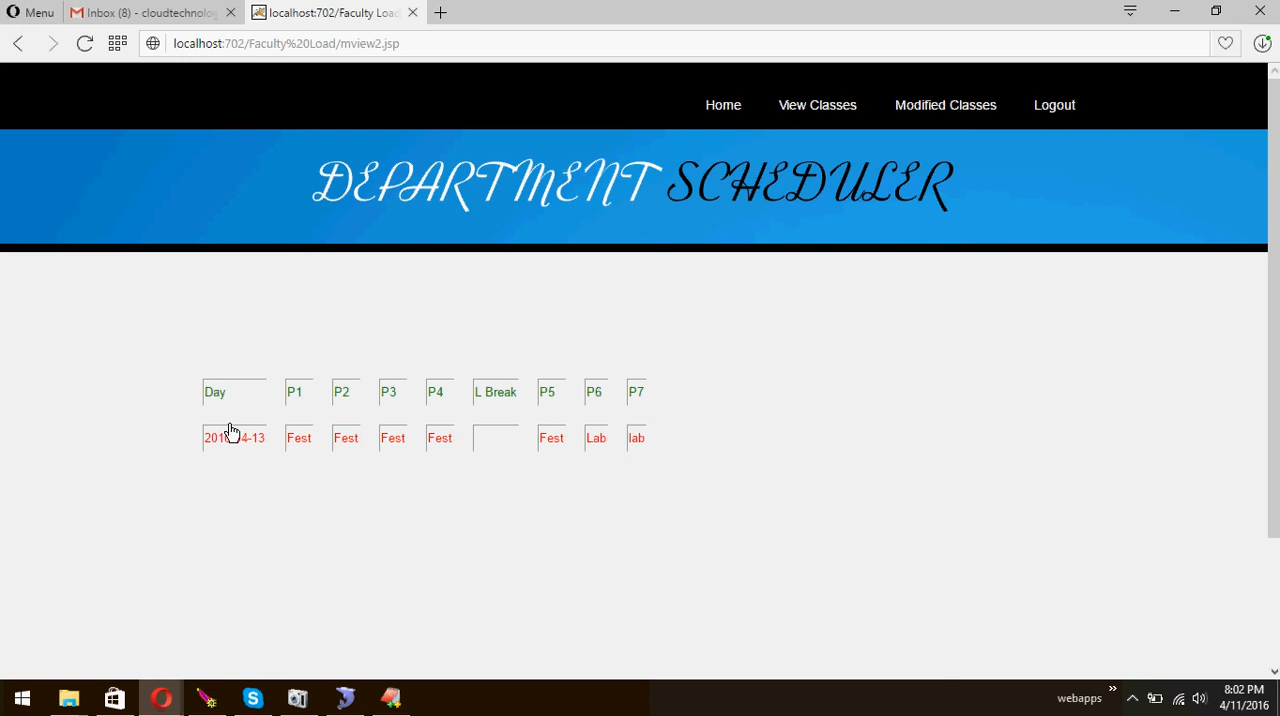 Menu
Inbox (8) - cloudtechnolog
localhost:702/Faculty Load
localhost:702/Faculty%20Load/mview2.jsp
Home View Classes Modified Classes Logout
DEPARTMENT SCHEDULER
Day P1 P2 P3 P4 L Break P5 P6 P7
Fest Fest Fest Fest Fest Lab lab
webapps
8:02 PM
4/11/2016